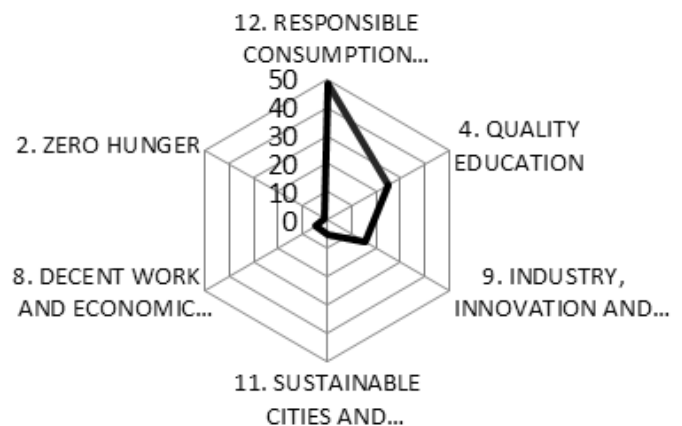 12. RESPONSIBLE
CONSUMPTION...
50
40
30
20
10
0
4. QUALITY
EDUCATION
9. INDUSTRY,
INNOVATION AND...
11. SUSTAINABLE
CITIES AND...
8. DECENT WORK
AND ECONOMIC...
2. ZERO HUNGER